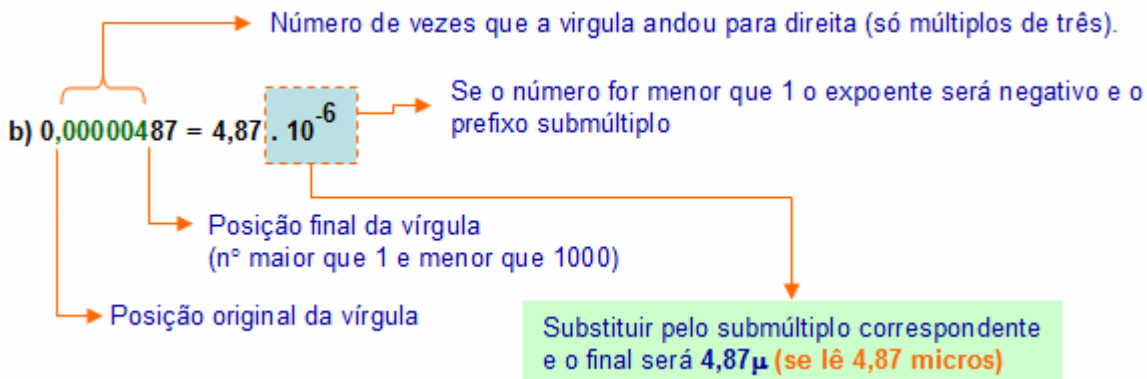 Número de vezes que a virgula andou para direita (só múltiplos de três).
Se o número for menor que 1 o expoente será negativo e o
prefixo submúltiplo
b) 0,00000487 = 4,87 . 10⁻⁶
Posição final da vírgula
(n° maior que 1 e menor que 1000)
Posição original da vírgula
Substituir pelo submúltiplo correspondente
e o final será 4,87μ (se lê 4,87 micros)